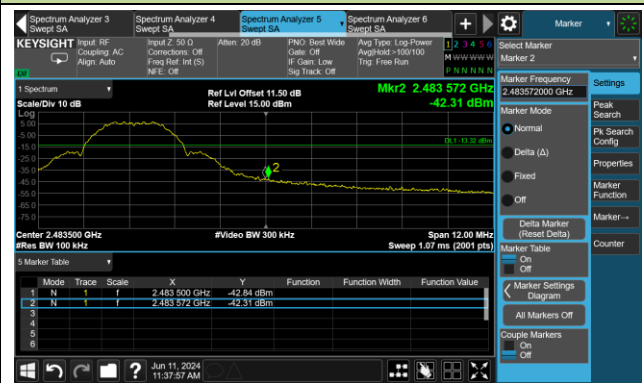 Spectrum Analyzer 3
Swept SA
Spectrum Analyzer 4
Swept SA
Spectrum Analyzer 5
Swept SA
Spectrum Analyzer 6
Swept SA
+
Marker
KEYSIGHT
Input: RF
Coupling: AC
Align: Auto
Input Z: 50 Ω
Corrections: Off
Freq Ref: Int (S)
NFE: Off
Atten: 20 dB
PNO: Best Wide
Gate: Off
IF Gain: Low
Sig Track: Off
Avg Type: Log-Power
Avg|Hold:>100/100
Trig: Free Run
1 2 3 4 5 6
M W W W W W
P N N N N N
Select Marker
Marker 2
1 Spectrum
Scale/Div 10 dB
Ref Lvl Offset 11.50 dB
Ref Level 15.00 dBm
Mkr2 2.483 572 GHz
-42.31 dBm
Log
5.00
-5.00
-15.0
-25.0
-35.0
-45.0
-55.0
-65.0
-75.0
DL1 -13.32 dBm
2
Center 2.483500 GHz
#Res BW 100 kHz
#Video BW 300 kHz
Span 12.00 MHz
Sweep 1.07 ms (2001 pts)
5 Marker Table
Mode Trace Scale X Y Function Function Width Function Value
1 N 1 f 2.483 500 GHz -42.84 dBm
2 N 1 f 2.483 572 GHz -42.31 dBm
3
4
5
6
Marker Frequency
2.483572000 GHz
Marker Mode
Normal
Delta (Δ)
Fixed
Off
Delta Marker
(Reset Delta)
Marker Table
On
Off
Marker Settings
Diagram
All Markers Off
Couple Markers
On
Off
Settings
Peak
Search
Pk Search
Config
Properties
Marker
Function
Marker→
Counter
?
Jun 11, 2024
11:37:57 AM